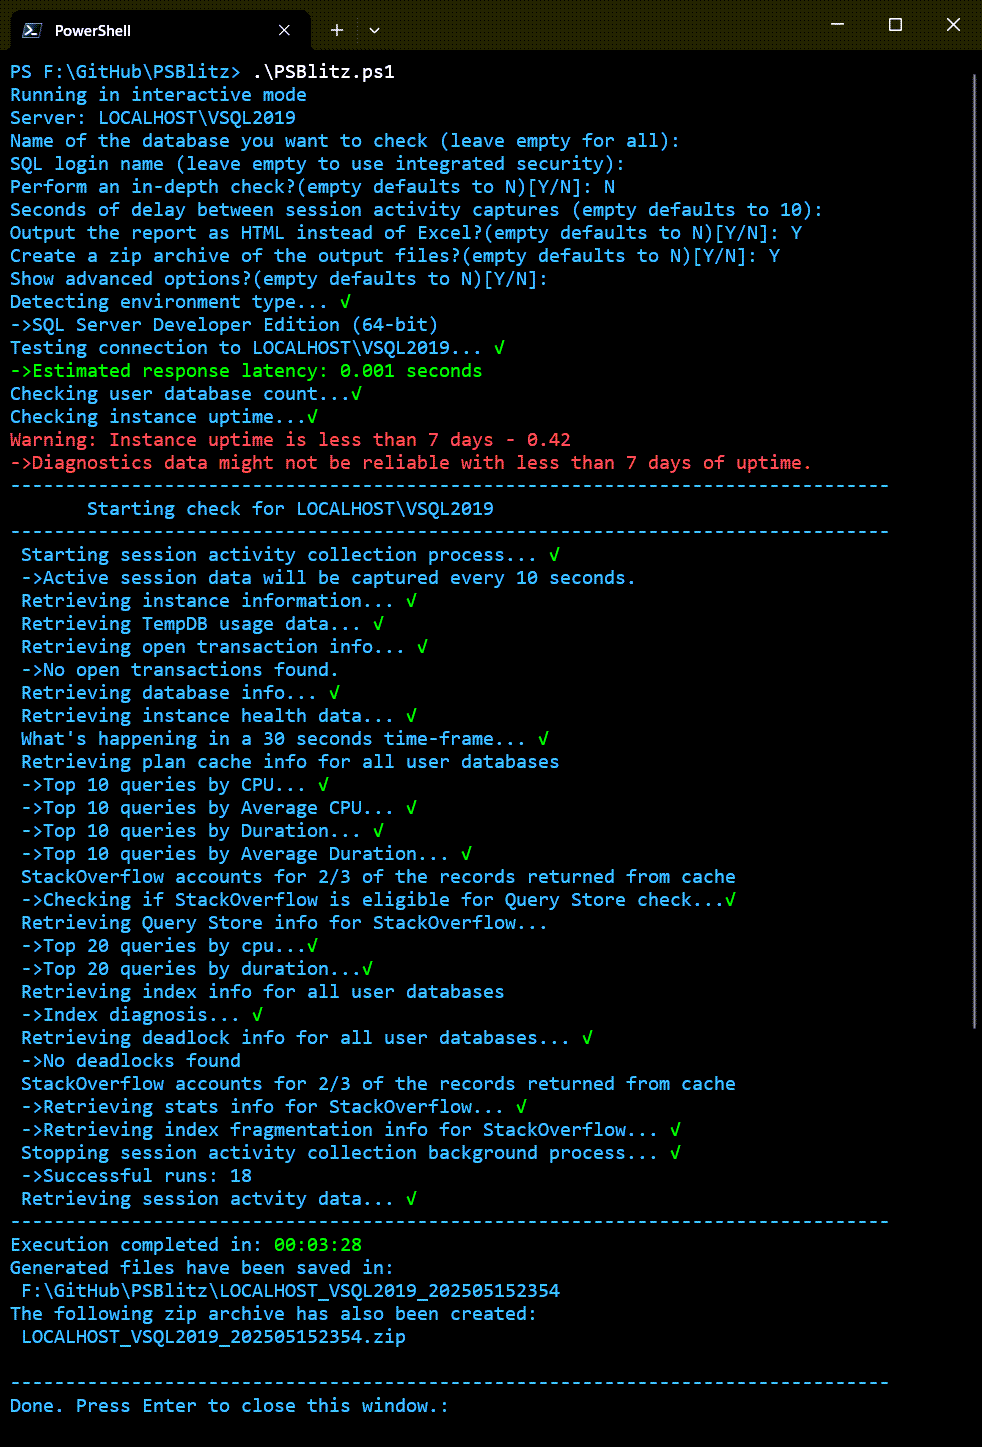 PowerShell
PS F:\GitHub\PSBlitz> .\PSBlitz.ps1
Running in interactive mode
Server: LOCALHOST\VSQL2019
Name of the database you want to check (leave empty for all):
SQL login name (leave empty to use integrated security):
Perform an in-depth check?(empty defaults to N)[Y/N]: N
Seconds of delay between session activity captures (empty defaults to 10):
Output the report as HTML instead of Excel?(empty defaults to N)[Y/N]: Y
Create a zip archive of the output files?(empty defaults to N)[Y/N]: Y
Show advanced options?(empty defaults to N)[Y/N]:
Detecting environment type... √
->SQL Server Developer Edition (64-bit)
Testing connection to LOCALHOST\VSQL2019... √
->Estimated response latency: 0.001 seconds
Checking user database count...√
Checking instance uptime...√
Warning: Instance uptime is less than 7 days - 0.42
->Diagnostics data might not be reliable with less than 7 days of uptime.
--------------------------------------------------------------------------------
       Starting check for LOCALHOST\VSQL2019
--------------------------------------------------------------------------------
 Starting session activity collection process... √
 ->Active session data will be captured every 10 seconds.
 Retrieving instance information... √
 Retrieving TempDB usage data... √
 Retrieving open transaction info... √
 ->No open transactions found.
 Retrieving database info... √
 Retrieving instance health data... √
 What's happening in a 30 seconds time-frame... √
 Retrieving plan cache info for all user databases
 ->Top 10 queries by CPU... √
 ->Top 10 queries by Average CPU... √
 ->Top 10 queries by Duration... √
 ->Top 10 queries by Average Duration... √
 StackOverflow accounts for 2/3 of the records returned from cache
 ->Checking if StackOverflow is eligible for Query Store check...√
 Retrieving Query Store info for StackOverflow...
 ->Top 20 queries by cpu...√
 ->Top 20 queries by duration...√
 Retrieving index info for all user databases
 ->Index diagnosis... √
 Retrieving deadlock info for all user databases... √
 ->No deadlocks found
 StackOverflow accounts for 2/3 of the records returned from cache
 ->Retrieving stats info for StackOverflow... √
 ->Retrieving index fragmentation info for StackOverflow... √
 Stopping session activity collection background process... √
 ->Successful runs: 18
 Retrieving session actvity data... √
--------------------------------------------------------------------------------
Execution completed in: 00:03:28
Generated files have been saved in:
 F:\GitHub\PSBlitz\LOCALHOST_VSQL2019_202505152354
The following zip archive has also been created:
 LOCALHOST_VSQL2019_202505152354.zip
--------------------------------------------------------------------------------
Done. Press Enter to close this window.: